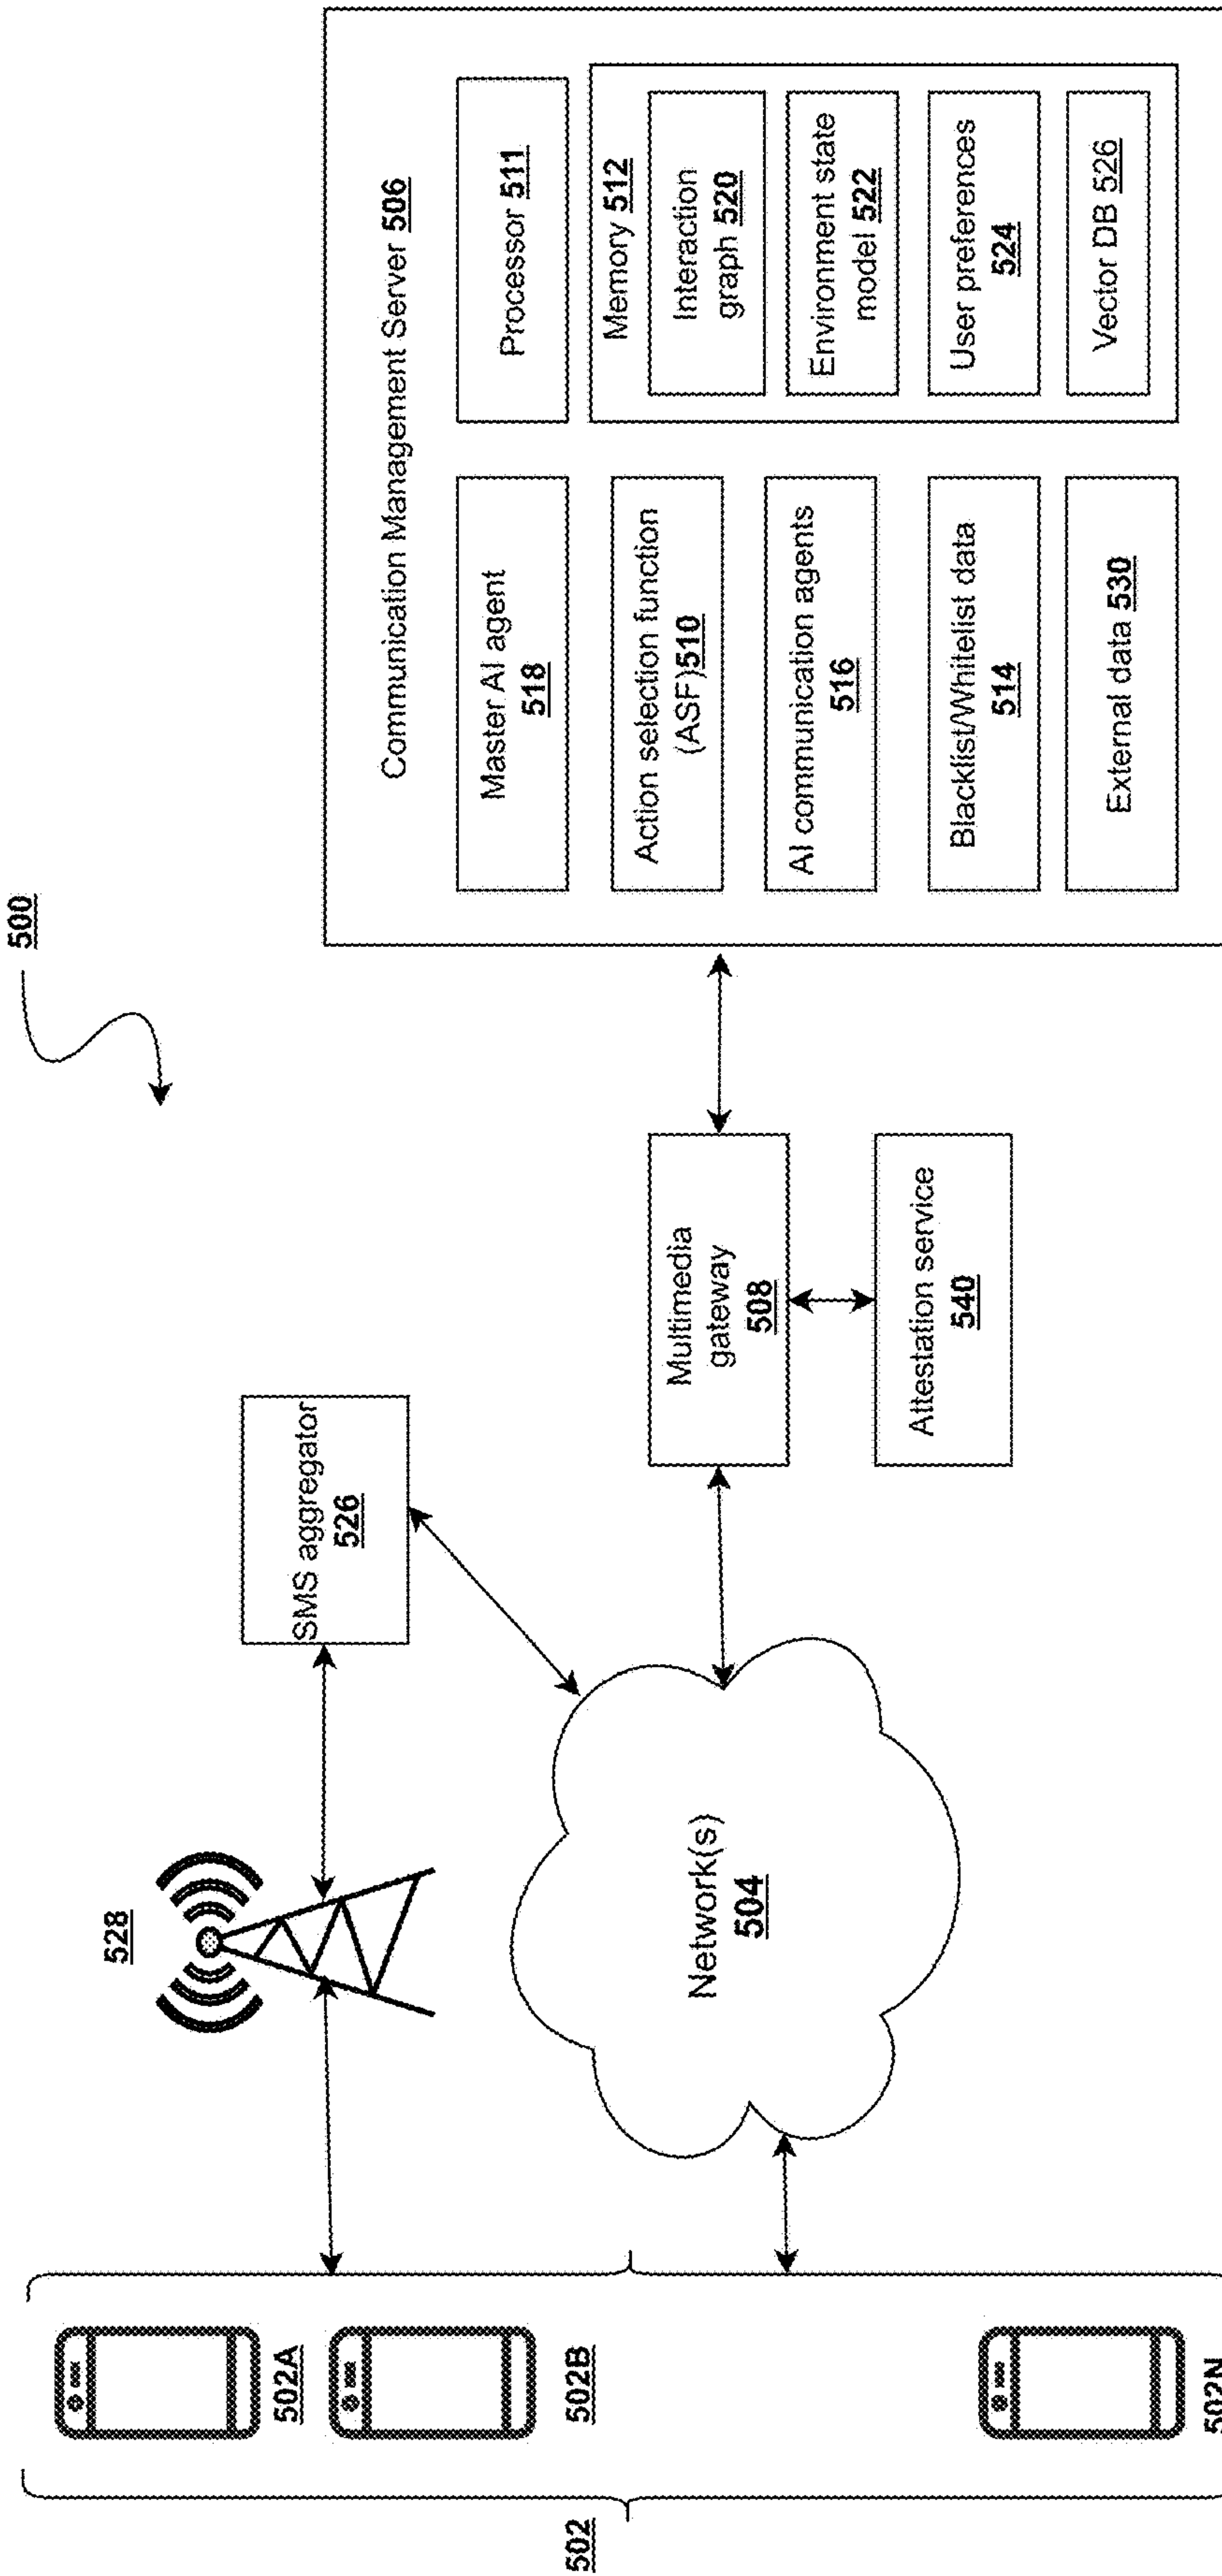 500
502
502A
502B
502N
528
SMS aggregator
526
Network(s)
504
Multimedia
gateway
508
Attestation service
540
Communication Management Server 506
Master AI agent
518
Action selection function
(ASF)510
AI communication agents
516
Blacklist/Whitelist data
514
External data 530
Processor 511
Memory 512
Interaction
graph 520
Environment state
model 522
User preferences
524
Vector DB 526